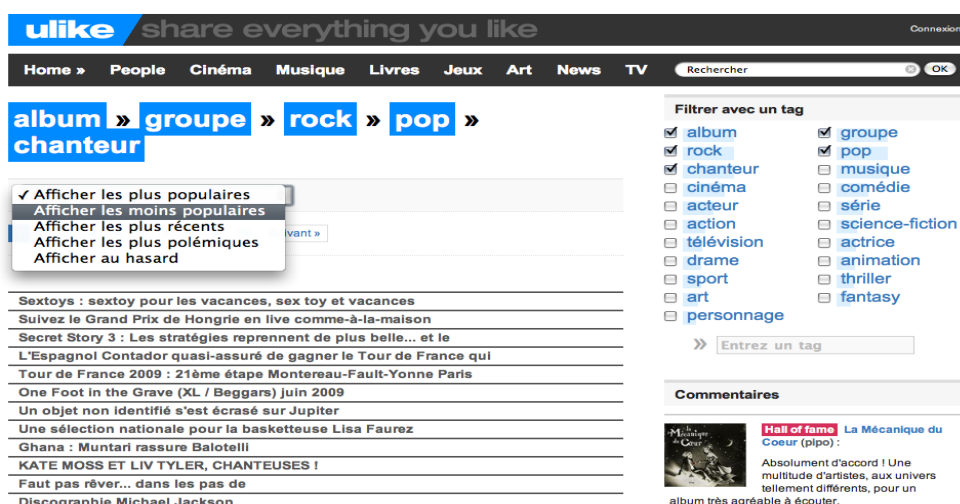 ulike share everything you like
Connexion
Home » People Cinéma Musique Livres Jeux Art News TV
Rechercher OK
album » groupe » rock » pop »
chanteur
✓ Afficher les plus populaires
Afficher les moins populaires
Afficher les plus récents
Afficher les plus polémiques
Afficher au hasard
ivant »
Sextoys : sextoy pour les vacances, sex toy et vacances
Suivez le Grand Prix de Hongrie en live comme-à-la-maison
Secret Story 3 : Les stratégies reprennent de plus belle... et le
L'Espagnol Contador quasi-assuré de gagner le Tour de France qui
Tour de France 2009 : 21ème étape Montereau-Fault-Yonne Paris
One Foot in the Grave (XL / Beggars) juin 2009
Un objet non identifié s'est écrasé sur Jupiter
Une sélection nationale pour la basketteuse Lisa Faurez
Ghana : Muntari rassure Balotelli
KATE MOSS ET LIV TYLER, CHANTEUSES !
Faut pas rêver... dans les pas de
Discographie Michael Jackson
Filtrer avec un tag
album groupe
rock pop
chanteur musique
cinéma comédie
acteur série
action science-fiction
télévision actrice
drame animation
sport thriller
art fantasy
personnage
» Entrez un tag
Commentaires
la
Mécanique
du
Cœur
Hall of fame La Mécanique du
Coeur (pipo) :
Absolument d'accord ! Une
multitude d'artistes, aux univers
tellement différents, pour un
album très agréable à écouter.